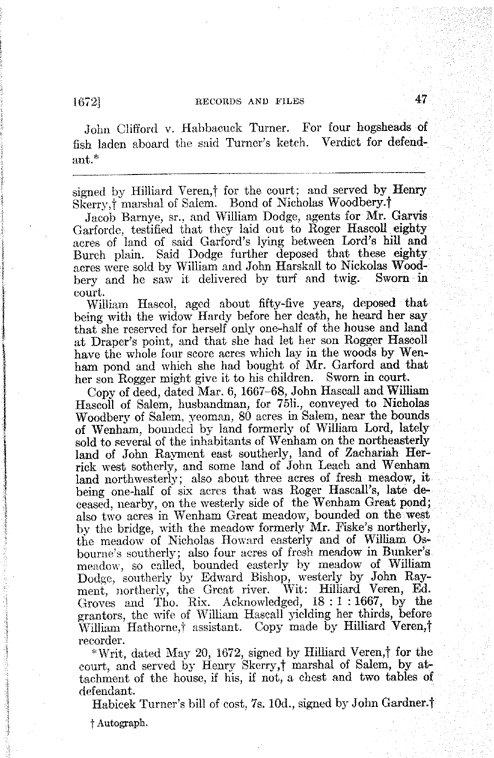 1672] RECORDS AND FILES 47
John Clifford v. Habbacuck Turner. For four hogsheads of
fish laden aboard the said Turner's ketch. Verdict for defend-
ant.*
signed by Hilliard Veren,† for the court; and served by Henry
Skerry,† marshal of Salem. Bond of Nicholas Woodbery.†
Jacob Barnye, sr., and William Dodge, agents for Mr. Garvis
Garforde, testified that they laid out to Roger Hascoll eighty
acres of land of said Garford's lying between Lord's hill and
Burch plain. Said Dodge further deposed that these eighty
acres were sold by William and John Harskall to Nickolas Wood-
bery and he saw it delivered by turf and twig. Sworn in
court.
William Hascol, aged about fifty-five years, deposed that
being with the widow Hardy before her death, he heard her say
that she reserved for herself only one-half of the house and land
at Draper's point, and that she had let her son Rogger Hascoll
have the whole four score acres which lay in the woods by Wen-
ham pond and which she had bought of Mr. Garford and that
her son Rogger might give it to his children. Sworn in court.
Copy of deed, dated Mar. 6, 1667-68, John Hascall and William
Hascoll of Salem, husbandman, for 75li., conveyed to Nicholas
Woodbery of Salem, yeoman, 80 acres in Salem, near the bounds
of Wenham, bounded by land formerly of William Lord, lately
sold to several of the inhabitants of Wenham on the northeasterly
land of John Rayment east southerly, land of Zachariah Her-
rick west sotherly, and some land of John Leach and Wenham
land northwesterly; also about three acres of fresh meadow, it
being one-half of six acres that was Roger Hascall's, late de-
ceased, nearby, on the westerly side of the Wenham Great pond;
also two acres in Wenham Great meadow, bounded on the west
by the bridge, with the meadow formerly Mr. Fiske's northerly,
the meadow of Nicholas Howard easterly and of William Os-
bourne's southerly; also four acres of fresh meadow in Bunker's
meadow, so called, bounded easterly by meadow of William
Dodge, southerly by Edward Bishop, westerly by John Ray-
ment, northerly, the Great river. Wit: Hilliard Veren, Ed.
Groves and Tho. Rix. Acknowledged, 18 : 1 : 1667, by the
grantors, the wife of William Hascall yielding her thirds, before
William Hathorne,† assistant. Copy made by Hilliard Veren,†
recorder.
*Writ, dated May 20, 1672, signed by Hilliard Veren,† for the
court, and served by Henry Skerry,† marshal of Salem, by at-
tachment of the house, if his, if not, a chest and two tables of
defendant.
Habicek Turner's bill of cost, 7s. 10d., signed by John Gardner.†
† Autograph.